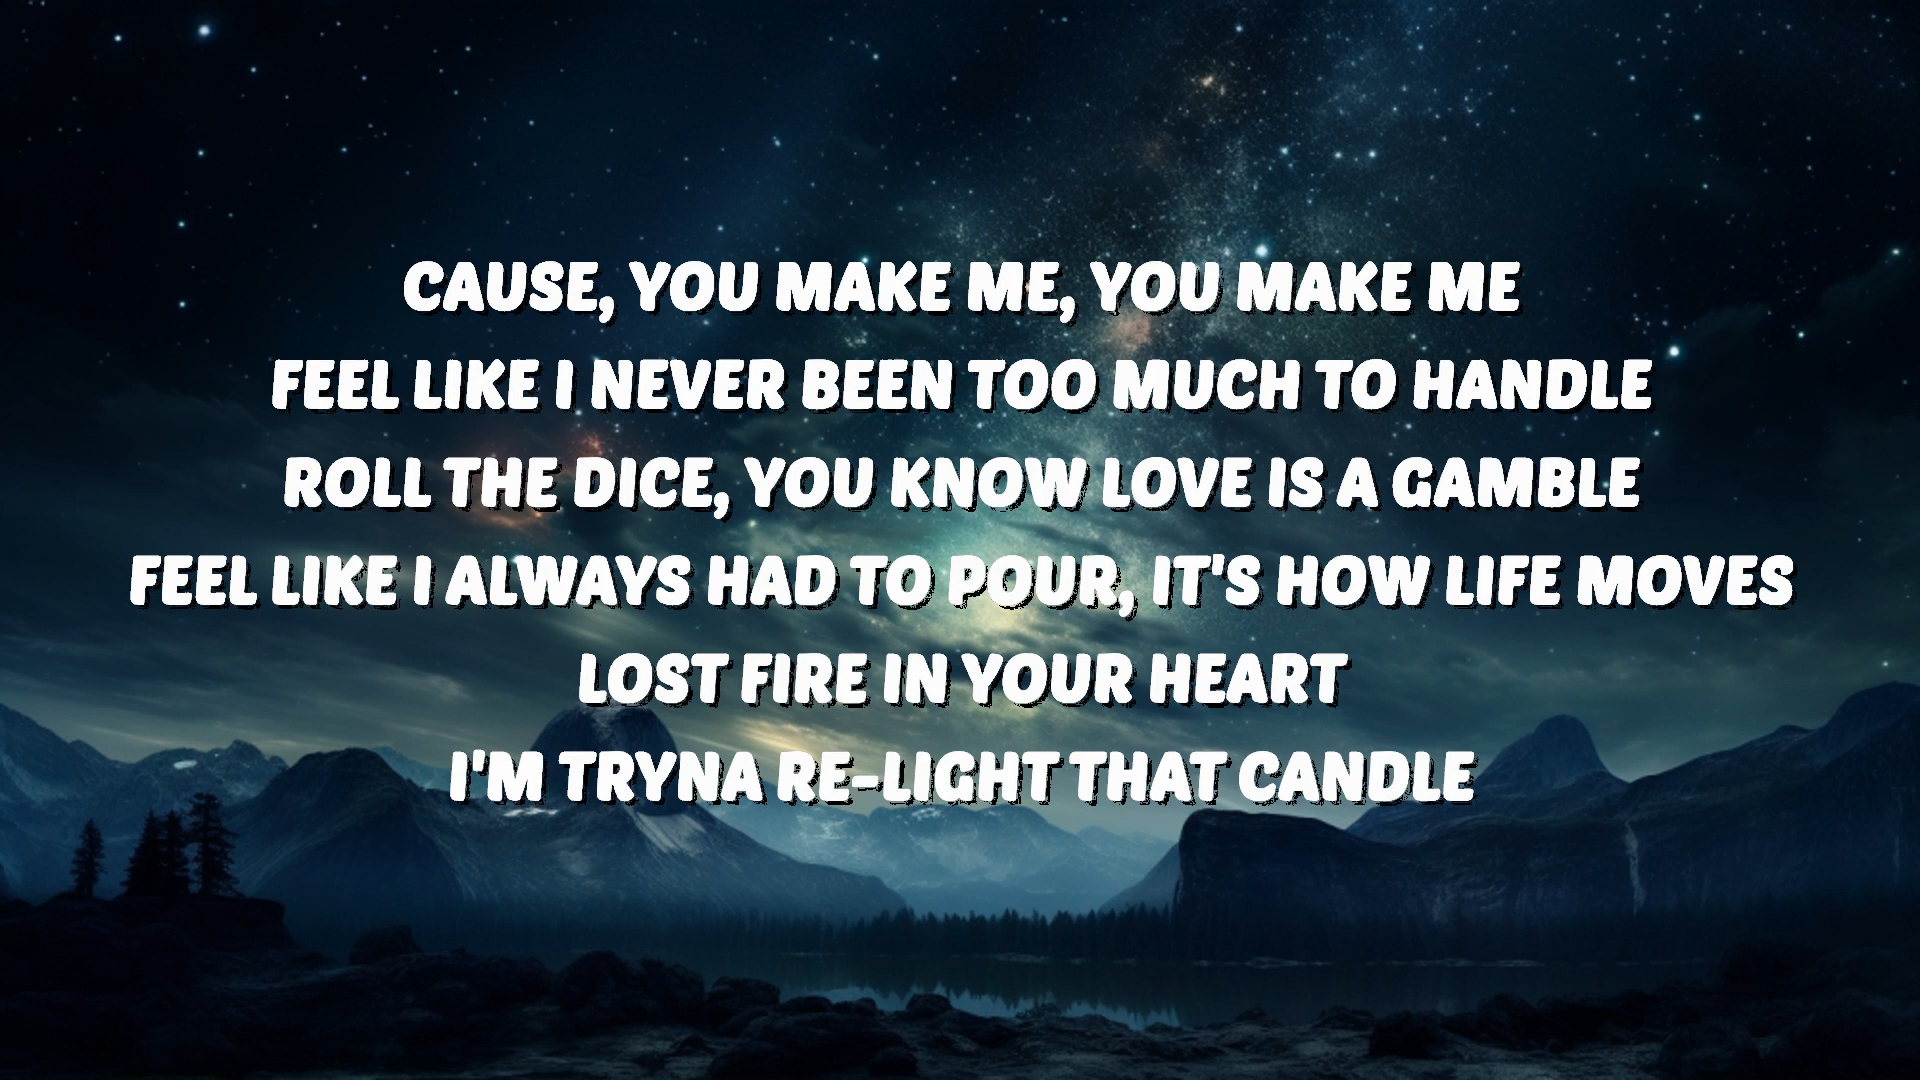 CAUSE, YOU MAKE ME, YOU MAKE ME
FEEL LIKE I NEVER BEEN TOO MUCH TO HANDLE
ROLL THE DICE, YOU KNOW LOVE IS A GAMBLE
FEEL LIKE I ALWAYS HAD TO POUR, IT'S HOW LIFE MOVES
LOST FIRE IN YOUR HEART
I'M TRYNA RE-LIGHT THAT CANDLE